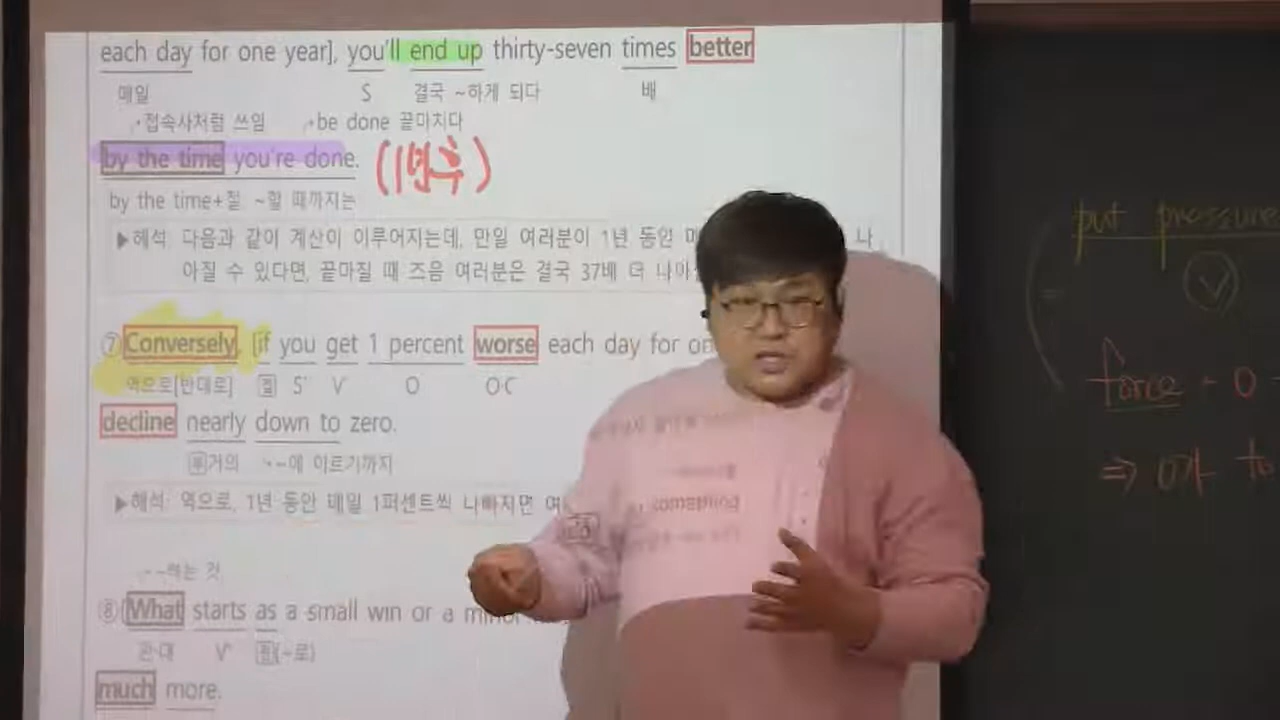 each day for one year], you'll end up thirty-seven times better
매일 S 결국 ~하게 되다 배
접속사처럼 쓰임 be done 끝마치다
by the time you're done. (1년후)
by the time+절 ~할 때까지는
▶해석: 다음과 같이 계산이 이루어지는데, 만일 여러분이 1년 동안 나
아질 수 있다면, 끝마칠 때 즈음 여러분은 결국 37배 더
⑦ Conversely, [if you get 1 percent worse each day for
역으로[반대로] 접 S' V' O O·C
decline nearly down to zero.
부 거의 ~에 이르기까지
▶해석: 역으로, 1년 동안 매일 1퍼센트씩 나빠지면
~하는 것
⑧ What starts as a small win or a
관·대 V' 전(~로)
much more.
put pressure
force + O =
⇒ O가 to